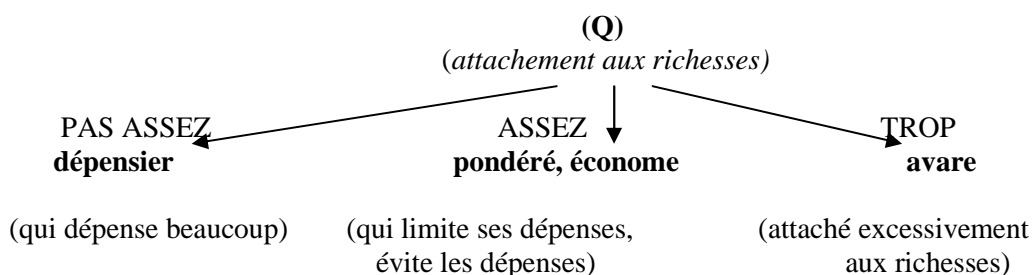 (Q)
(attachement aux richesses)
PAS ASSEZ ASSEZ TROP
dépensier pondéré, économe avare
(qui dépense beaucoup) (qui limite ses dépenses, (attaché excessivement
évite les dépenses) aux richesses)